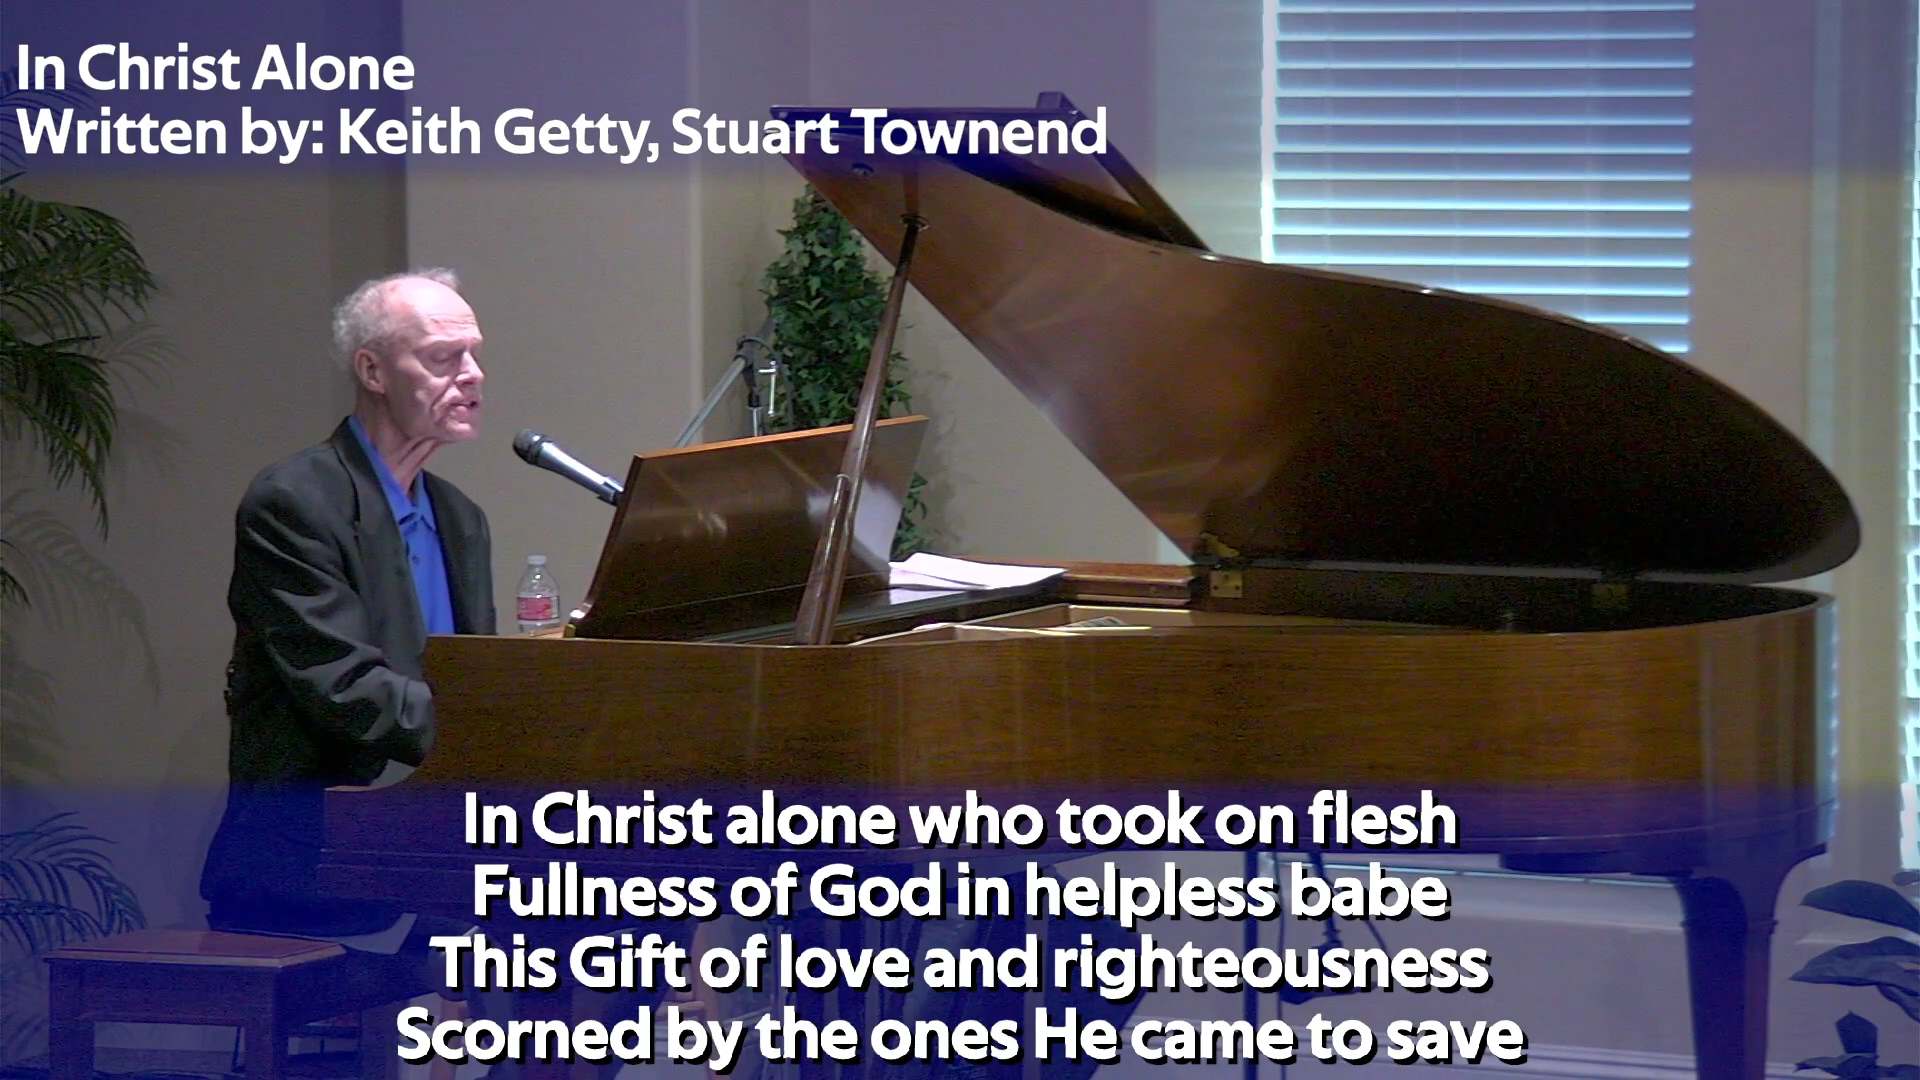 In Christ Alone
Written by: Keith Getty, Stuart Townend
In Christ alone who took on flesh
Fullness of God in helpless babe
This Gift of love and righteousness
Scorned by the ones He came to save